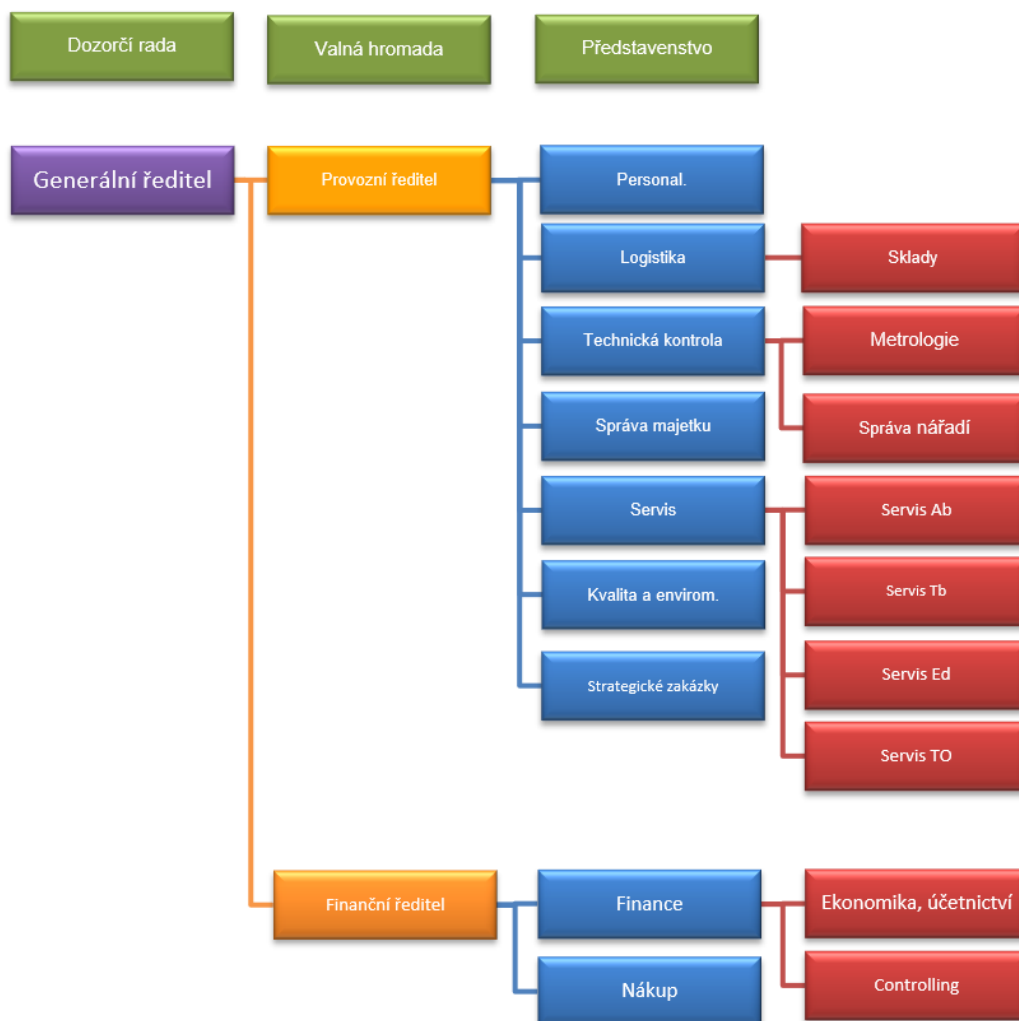 Dozorčí rada
Valná hromada
Představenstvo
Generální ředitel
Provozní ředitel
Personal.
Logistika
Sklady
Technická kontrola
Metrologie
Správa majetku
Správa nářadí
Servis
Servis Ab
Kvalita a envirom.
Servis Tb
Strategické zakázky
Servis Ed
Servis TO
Finanční ředitel
Finance
Ekonomika, účetnictví
Nákup
Controlling